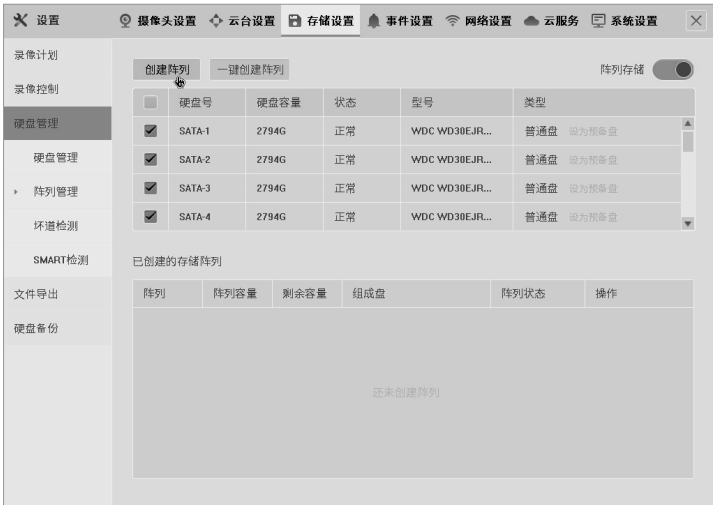 设置 摄像头设置 云台设置 存储设置 事件设置 网络设置 云服务 系统设置
录像计划
录像控制
硬盘管理
硬盘管理
阵列管理
坏道检测
SMART检测
文件导出
硬盘备份
创建阵列 一键创建阵列 阵列存储
硬盘号 硬盘容量 状态 型号 类型
SATA-1 2794G 正常 WDC WD30EJR... 普通盘 设为预备盘
SATA-2 2794G 正常 WDC WD30EJR... 普通盘 设为预备盘
SATA-3 2794G 正常 WDC WD30EJR... 普通盘 设为预备盘
SATA-4 2794G 正常 WDC WD30EJR... 普通盘 设为预备盘
已创建的存储阵列
阵列 阵列容量 剩余容量 组成盘 阵列状态 操作
还未创建阵列